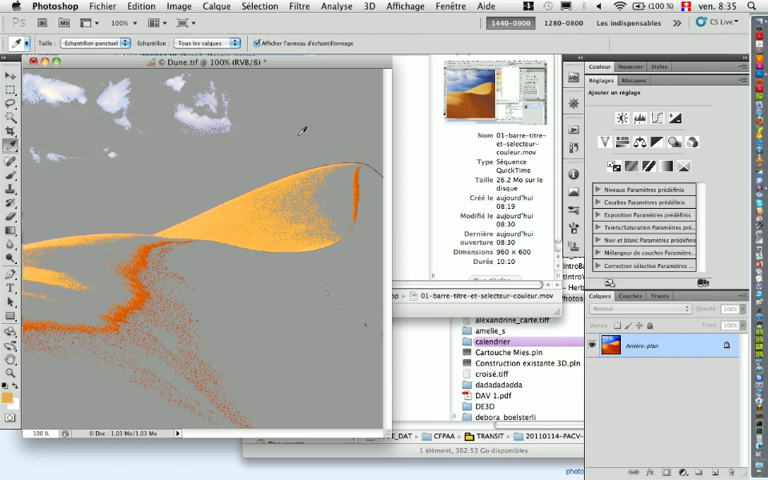 Photoshop Fichier Edition Image Calque Sélection Filtre Analyse 3D Affichage Fenêtre Aide (100 %) ven. 8:35
Ps 100% 1440-0900 1280-0800 Les indispensables CS Live
Taille : Echantillon ponctuel Echantillon : Tous les calques Afficher l'anneau d'échantillonnage
© Dune.tif @ 100% (RVB/8) *
Nom 01-barre-titre-
et-selecteur-
couleur.mov
Type Séquence
QuickTime
Taille 26.2 Mo sur le
disque
Créé le aujourd'hui
08:19
Modifié le aujourd'hui
08:30
Dernière aujourd'hui
ouverture 08:30
Dimensions 960 × 600
Durée 10:10
01-barre-titre-et-selecteur-couleur.mov
alexandrine_carte.tiff
amelie_s
calendrier
Cartouche Mies.pln
Construction existante 3D.pln
croisé.tiff
dadadadadda
DAV 1.pdf
DE3D
debora_boelsterli
E_DAT CFPAA TRANSIT 20110114-PACV-
1 élément, 362.53 Go disponibles
photo
Couleur Nuancier Styles
Réglages Masques
Ajouter un réglage
Niveaux Paramètres prédéfinis
Courbes Paramètres prédéfinis
Exposition Paramètres prédéfinis
Teinte/Saturation Paramètres pré...
Noir et blanc Paramètres prédéfinis
Mélangeur de couches Paramètres...
Correction sélective Paramètres ...
Calques Couches Tracés
Normal Opacité : 100%
Verrou : Fond : 100%
Arrière-plan
100 % © Doc : 1.03 Mo/1.03 Mo